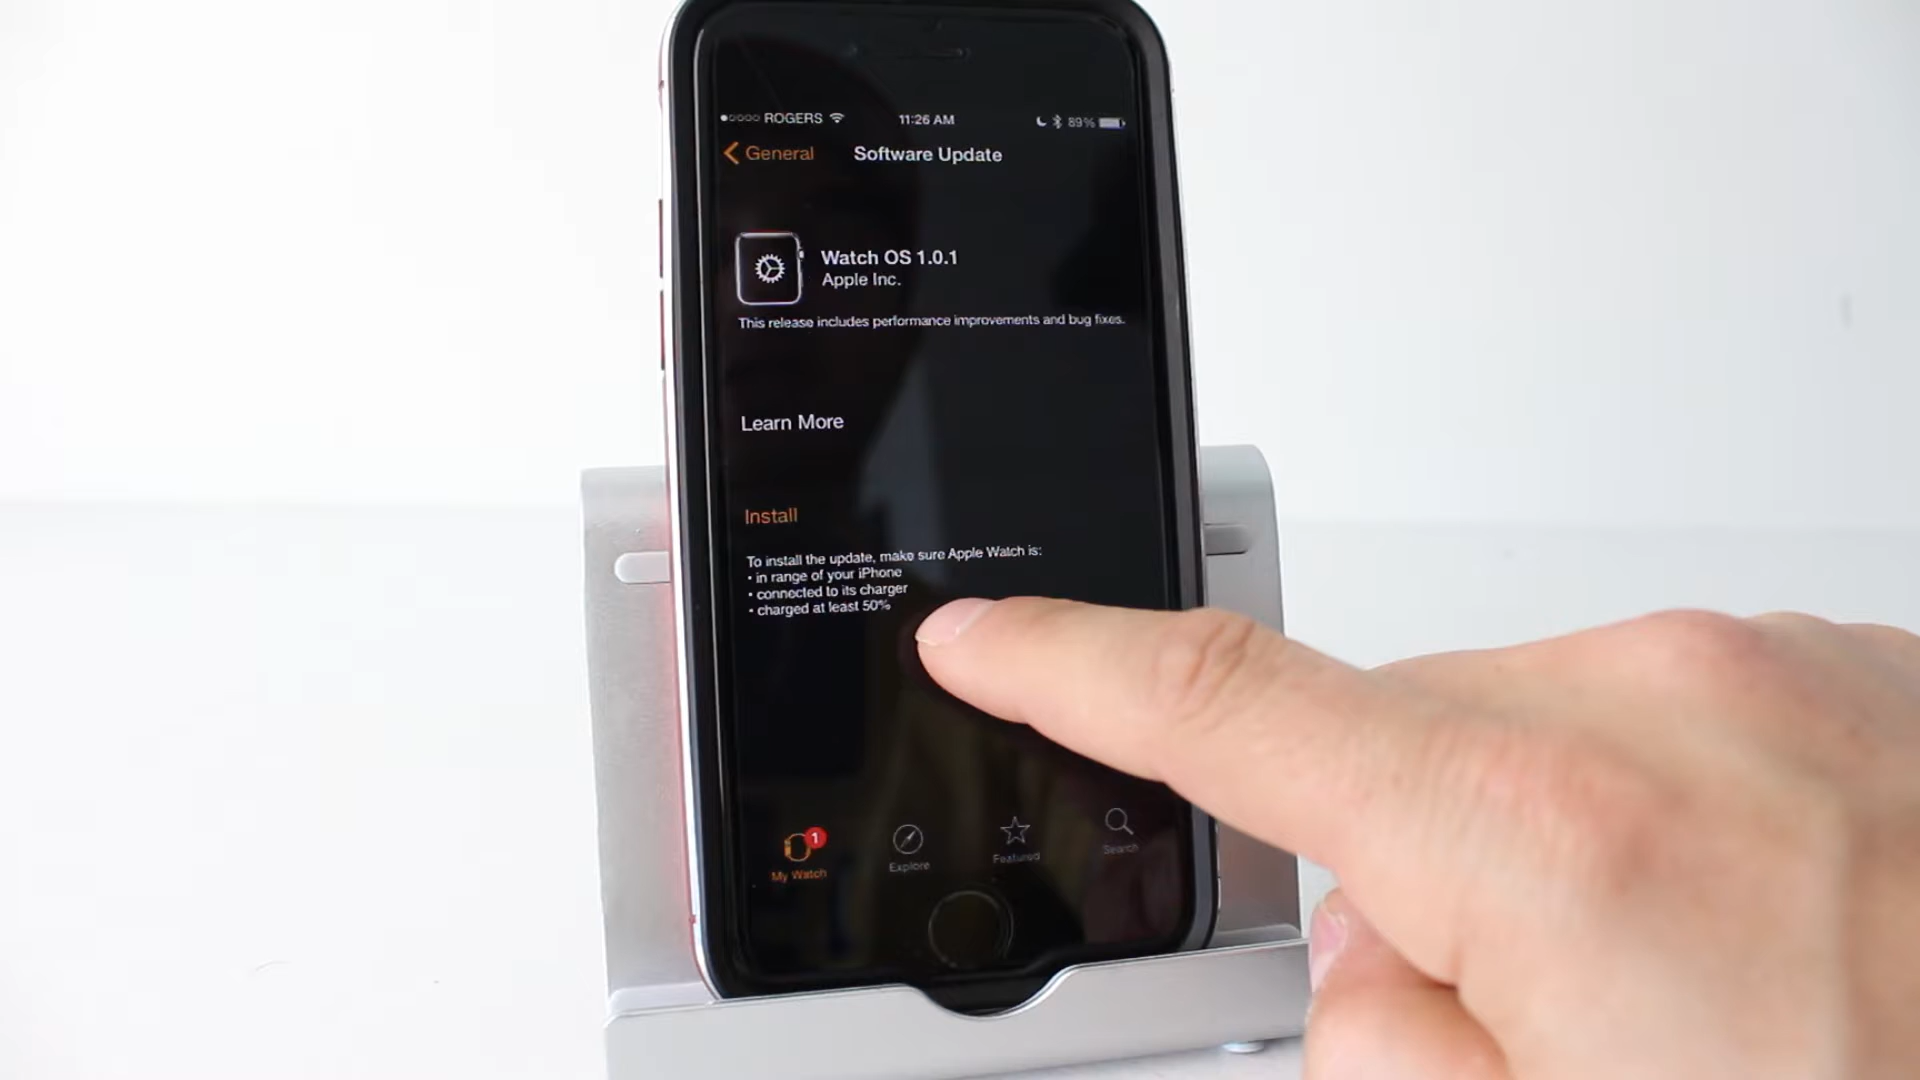 ROGERS 11:26 AM 89%
General Software Update
Watch OS 1.0.1
Apple Inc.
This release includes performance improvements and bug fixes.
Learn More
Install
To install the update, make sure Apple Watch is:
• in range of your iPhone
• connected to its charger
• charged at least 50%
1
My Watch Explore Featured Search